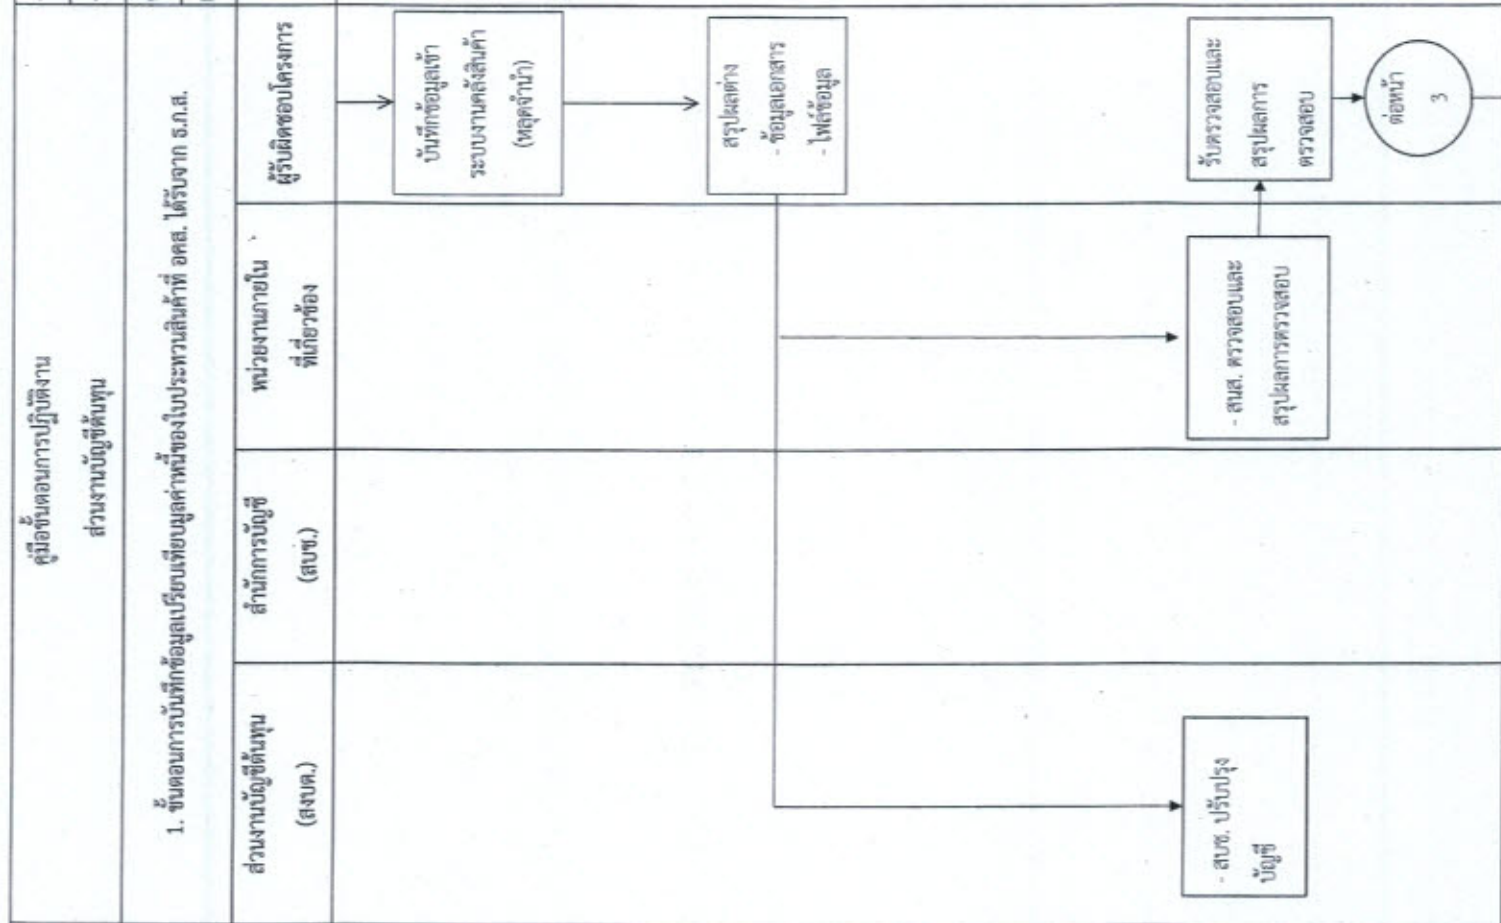 คู่มือขั้นตอนการปฏิบัติงาน
ส่วนงานบัญชีต้นทุน
1. ขั้นตอนการบันทึกข้อมูลเปรียบเทียบมูลค่าหนี้ของใบประทวนสินค้าที่ อคส. ได้รับจาก ธ.ก.ส.
ส่วนงานบัญชีต้นทุน
(สงบต.)
สำนักการบัญชี
(สบช.)
หน่วยงานภายใน
ที่เกี่ยวข้อง
ผู้รับผิดชอบโครงการ
บันทึกข้อมูลเข้า
ระบบงานคลังสินค้า
(หลุดจำนำ)
สรุปผลต่าง
- ข้อมูลเอกสาร
- ไฟล์ข้อมูล
- สบช. ปรับปรุง
บัญชี
- สนส. ตรวจสอบและ
สรุปผลการตรวจสอบ
รับตรวจสอบและ
สรุปผลการ
ตรวจสอบ
ต่อหน้า
3